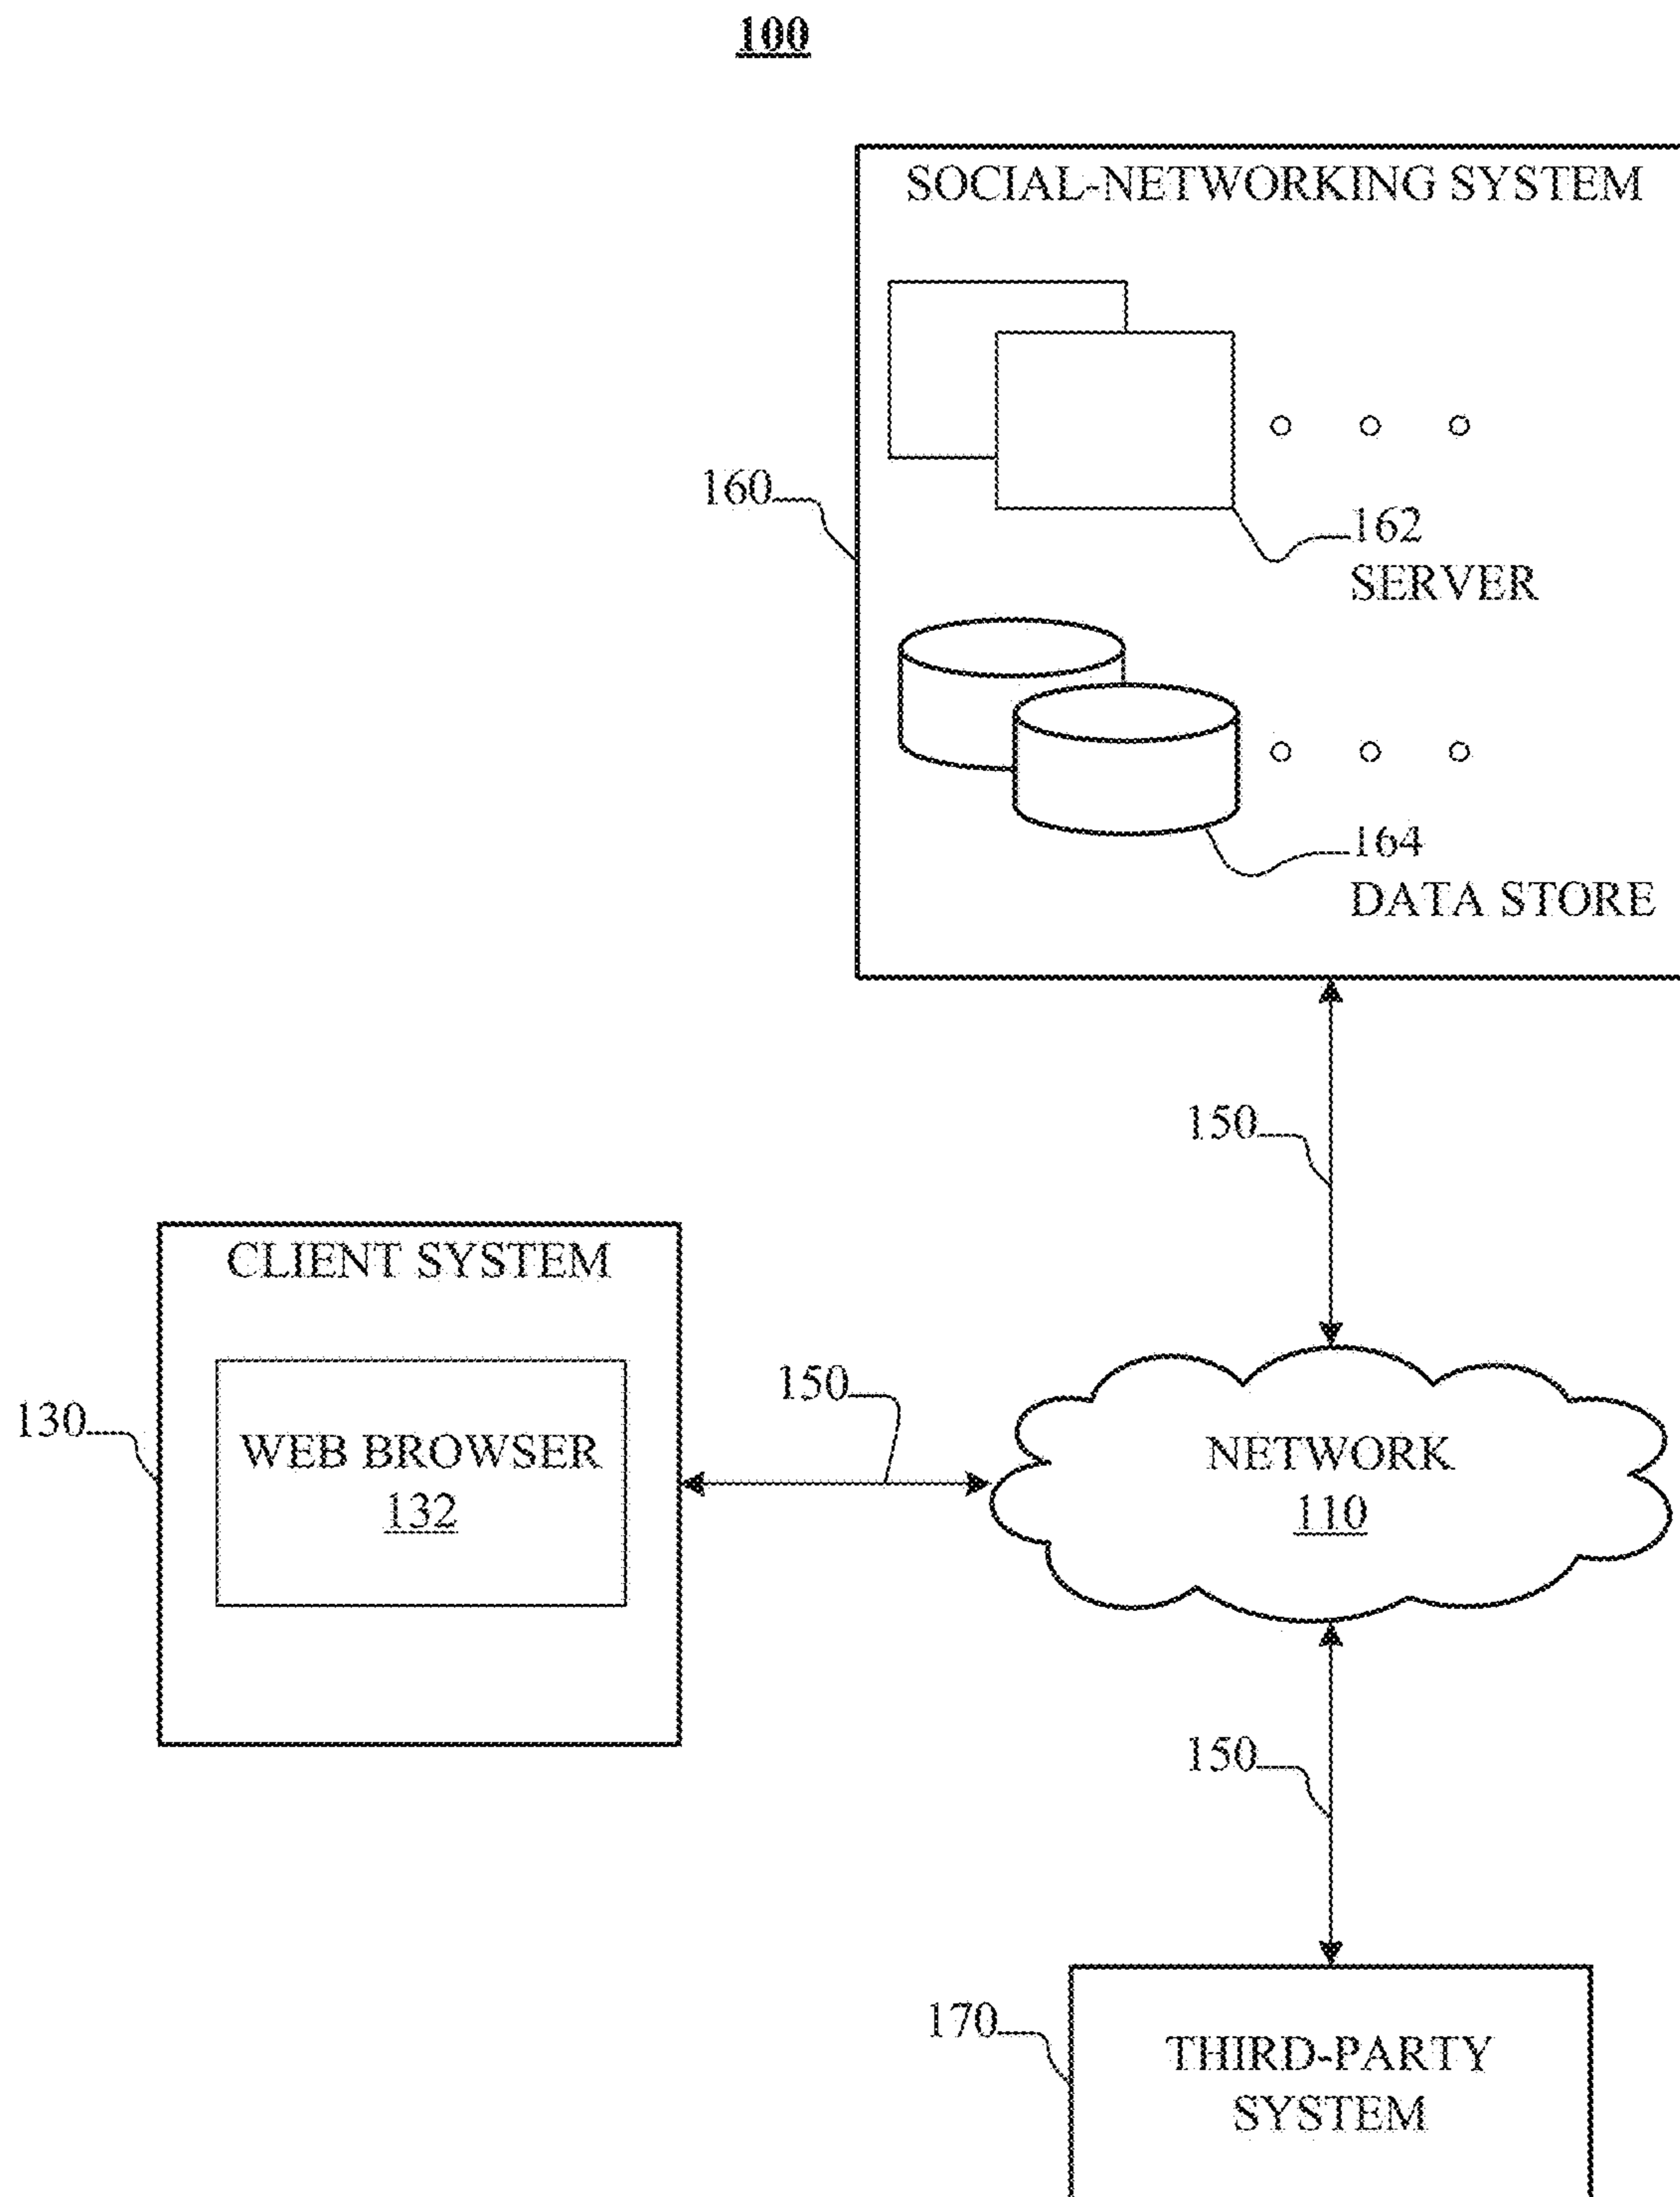 100
SOCIAL-NETWORKING SYSTEM
160
162
SERVER
164
DATA STORE
150
CLIENT SYSTEM
130
WEB BROWSER
132
150
NETWORK
110
150
170
THIRD-PARTY
SYSTEM